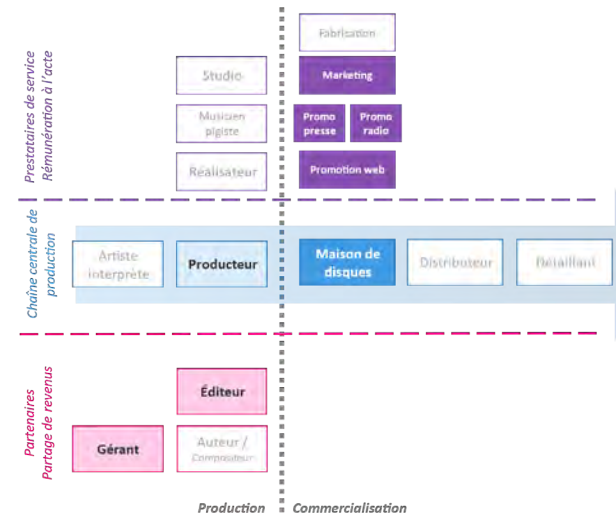 Prestataires de service
Rémunération à l'acte
Fabrication
Studio
Marketing
Musicien
pigiste
Promo
presse
Promo
radio
Réalisateur
Promotion web
Chaîne centrale de
production
Artiste
interprète
Producteur
Maison de
disques
Distributeur
Détaillant
Partenaires
Partage de revenus
Éditeur
Gérant
Auteur /
Compositeur
Production
Commercialisation